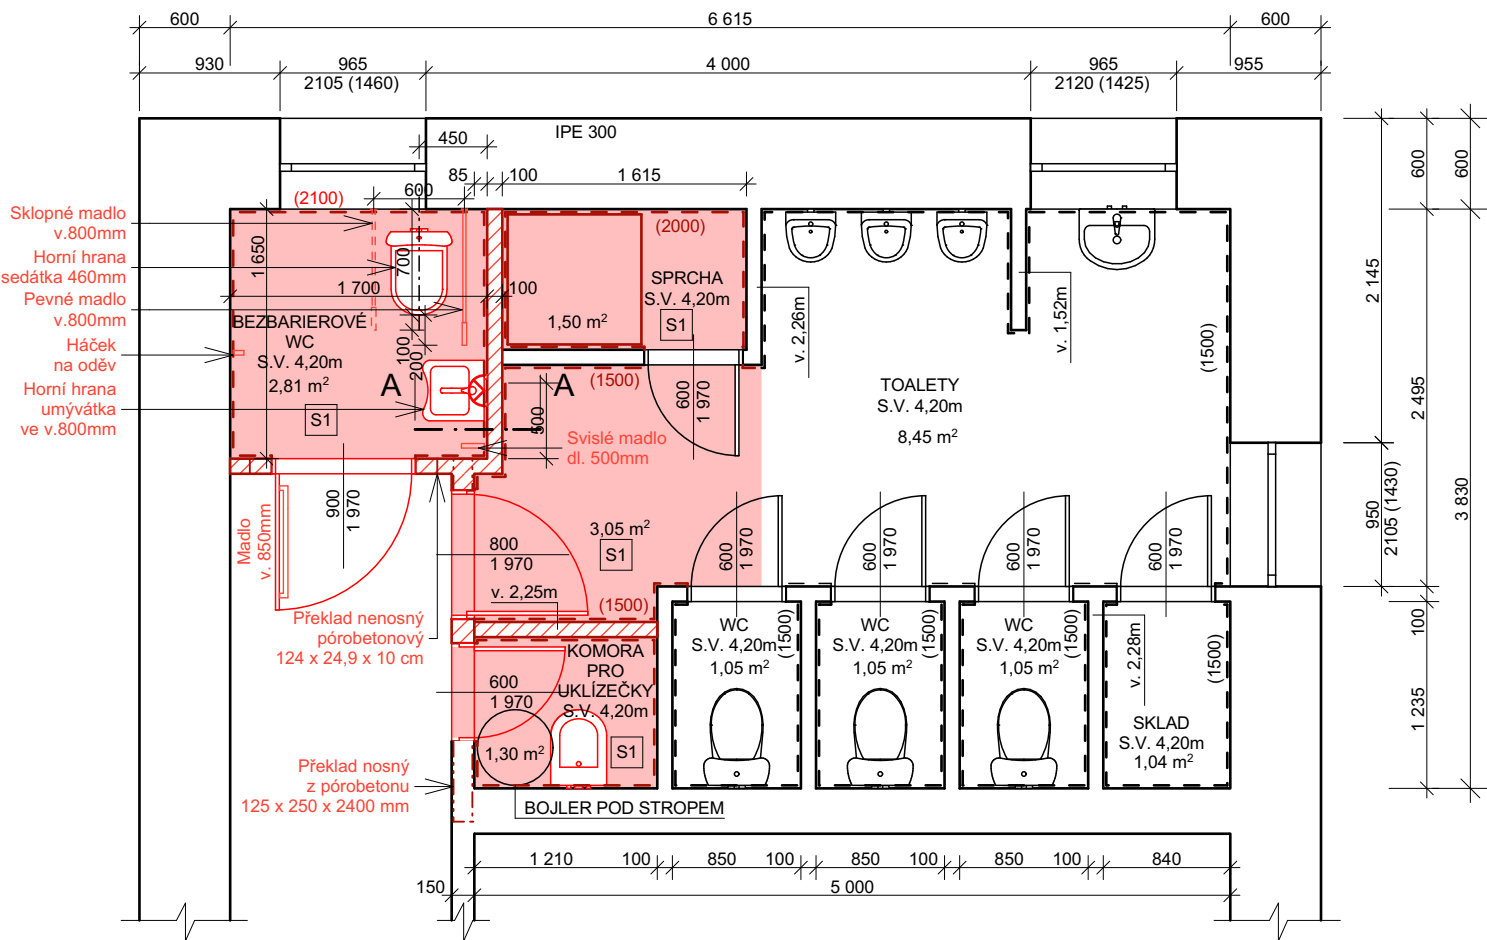 600
6 615
600
930
965
2105 (1460)
4 000
965
2120 (1425)
955
450
IPE 300
85
100
1 615
600
(2100)
(2000)
Sklopné madlo
v.800mm
Horní hrana
sedátka 460mm
Pevné madlo
v.800mm
Háček
na oděv
Horní hrana
umývátka
ve v.800mm
1 650
700
1 700
100
BEZBARIEROVÉ
WC
S.V. 4,20m
2,81 m²
S1
100
200
A
A
SPRCHA
S.V. 4,20m
1,50 m²
S1
(1500)
500
Svislé madlo
dl. 500mm
600
1 970
v. 2,26m
v. 1,52m
(1500)
TOALETY
S.V. 4,20m
8,45 m²
600
600
2 145
2 495
950
2105 (1430)
3 830
100
1 235
900
1 970
Madlo
v. 850mm
800
1 970
3,05 m²
S1
v. 2,25m
(1500)
600
1 970
600
1 970
600
1 970
600
1 970
Překlad nenosný
pórobetonový
124 x 24,9 x 10 cm
KOMORA
PRO
UKLÍZEČKY
S.V. 4,20m
600
1 970
1,30 m²
S1
WC
S.V. 4,20m
1,05 m²
(1500)
WC
S.V. 4,20m
1,05 m²
(1500)
WC
S.V. 4,20m
1,05 m²
(1500)
v. 2,28m
(1500)
SKLAD
S.V. 4,20m
1,04 m²
Překlad nosný
z pórobetonu
125 x 250 x 2400 mm
BOJLER POD STROPEM
1 210
100
850
100
850
100
850
100
840
150
5 000